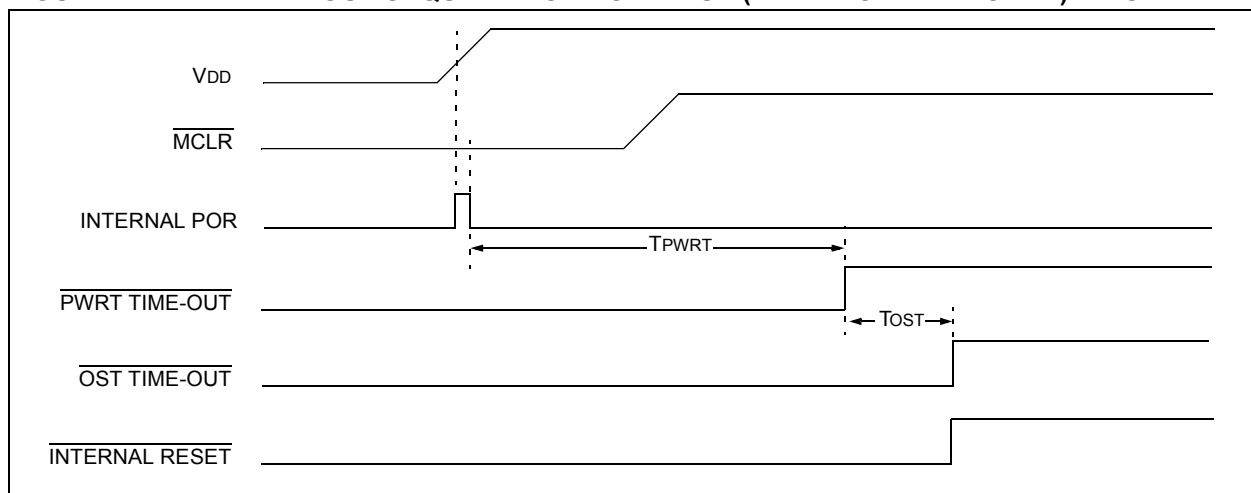 VDD
MCLR
INTERNAL POR
TPWRT
PWRT TIME-OUT
TOST
OST TIME-OUT
INTERNAL RESET